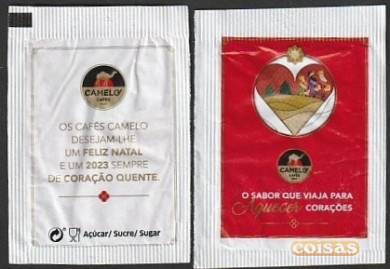 CAMELO
CAFÉS
OS CAFÉS CAMELO
DESEJAM-LHE
UM FELIZ NATAL
E UM 2023 SEMPRE
DE CORAÇÃO QUENTE.
Açúcar/ Sucre/ Sugar
CAMELO
CAFÉS
O SABOR QUE VIAJA PARA
Aquecer CORAÇÕES
coisas